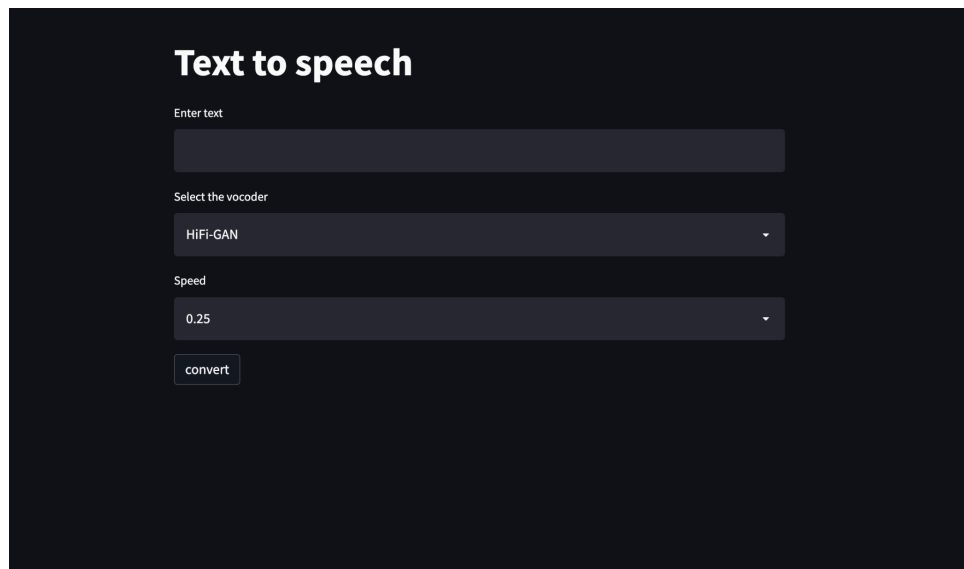 Text to speech
Enter text
Select the vocoder
HiFi-GAN
Speed
0.25
convert